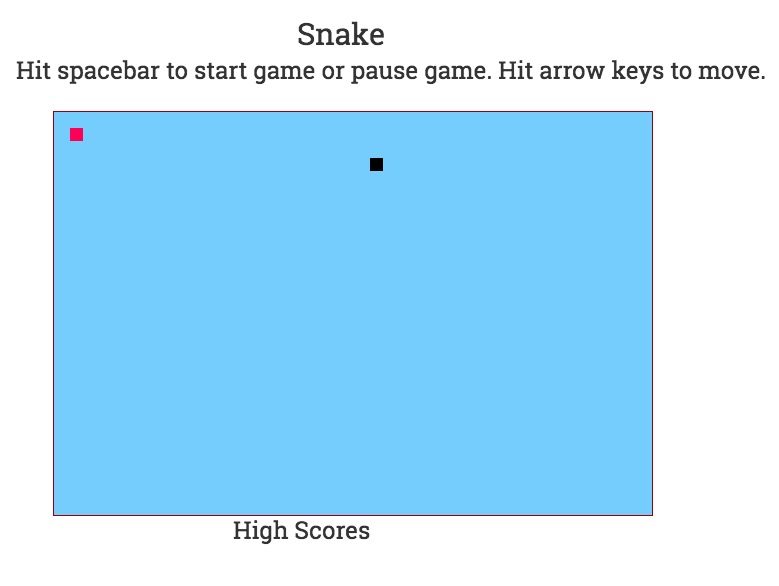 Snake
Hit spacebar to start game or pause game. Hit arrow keys to move.
High Scores